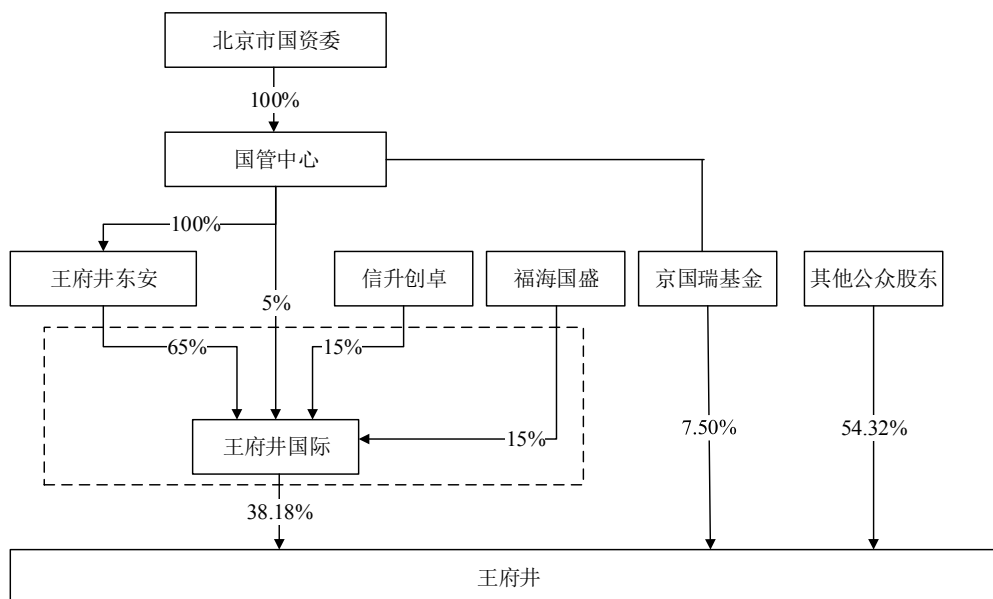 北京市国资委
100%
国管中心
100%
王府井东安
信升创卓
福海国盛
京国瑞基金
其他公众股东
5%
65%
15%
王府井国际
15%
7.50%
54.32%
38.18%
王府井